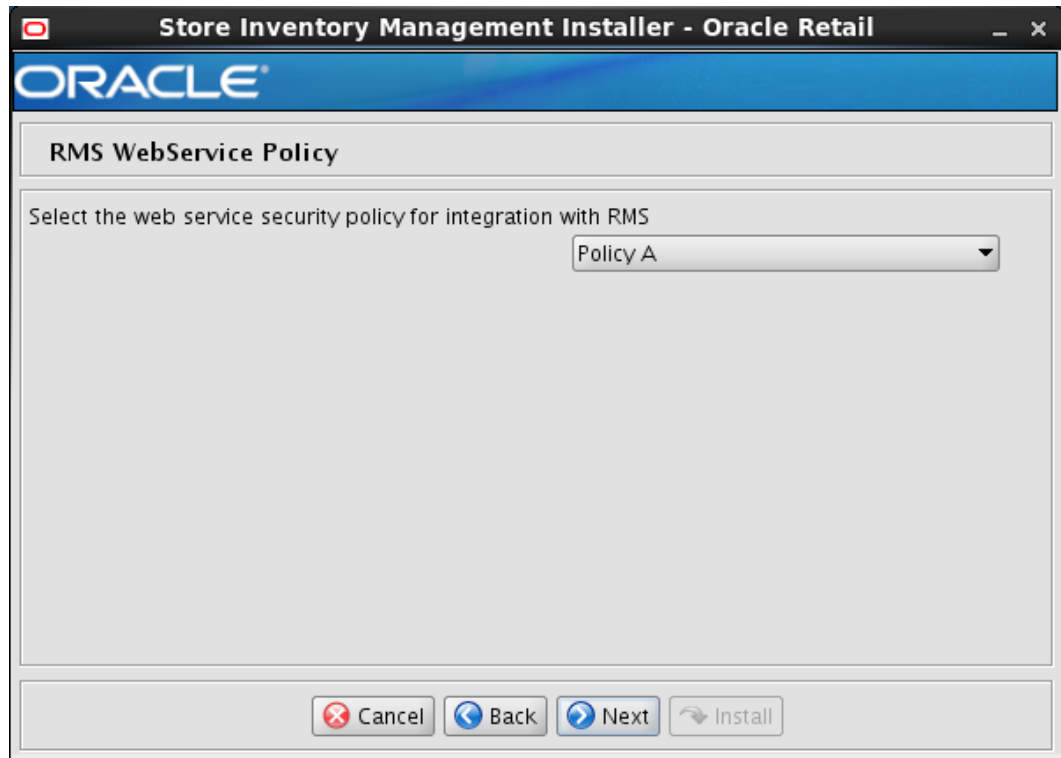 Store Inventory Management Installer - Oracle Retail
ORACLE
RMS WebService Policy
Select the web service security policy for integration with RMS
Policy A
Cancel Back Next Install